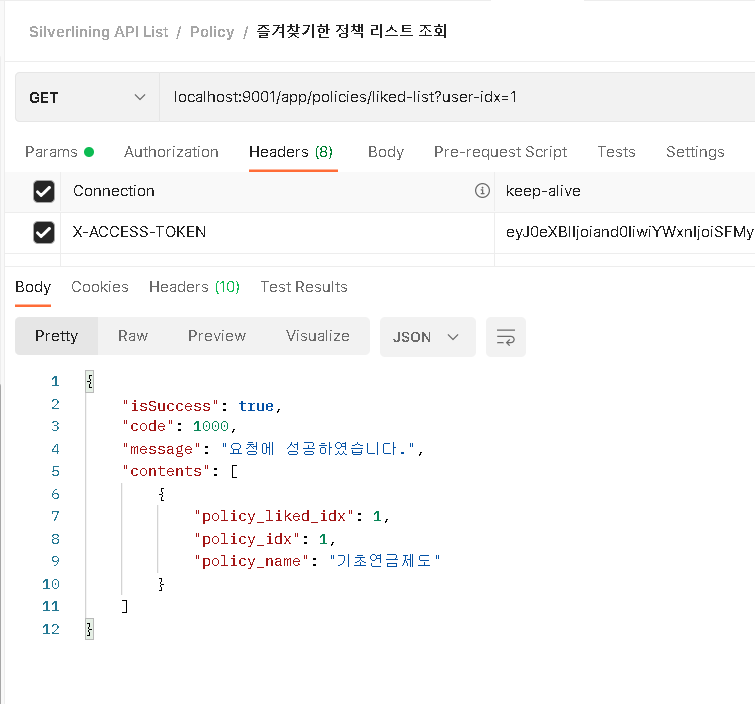 Silverlining API List / Policy / 즐겨찾기한 정책 리스트 조회
GET localhost:9001/app/policies/liked-list?user-idx=1
Params Authorization Headers (8) Body Pre-request Script Tests Settings
Connection keep-alive
X-ACCESS-TOKEN eyJ0eXBlIjoiand0IiwiYWxnIjoiSFMy
Body Cookies Headers (10) Test Results
Pretty Raw Preview Visualize JSON
1 {
2 "isSuccess": true,
3 "code": 1000,
4 "message": "요청에 성공하였습니다.",
5 "contents": [
6 {
7 "policy_liked_idx": 1,
8 "policy_idx": 1,
9 "policy_name": "기초연금제도"
10 }
11 ]
12 }